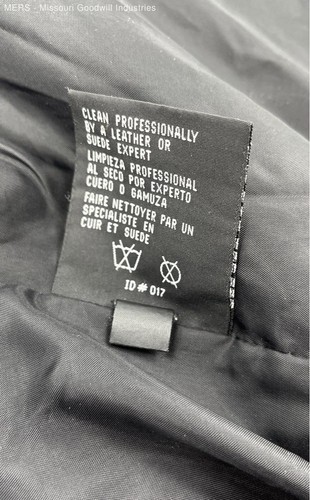 MERS - Missouri Goodwill Industries
CLEAN PROFESSIONALLY
BY A LEATHER OR
SUEDE EXPERT
LIMPIEZA PROFESSIONAL
AL SECO POR EXPERTO
CUERO O GAMUZA
FAIRE NETTOYER PAR UN
SPECIALISTE EN
CUIR ET SUEDE
ID # 017